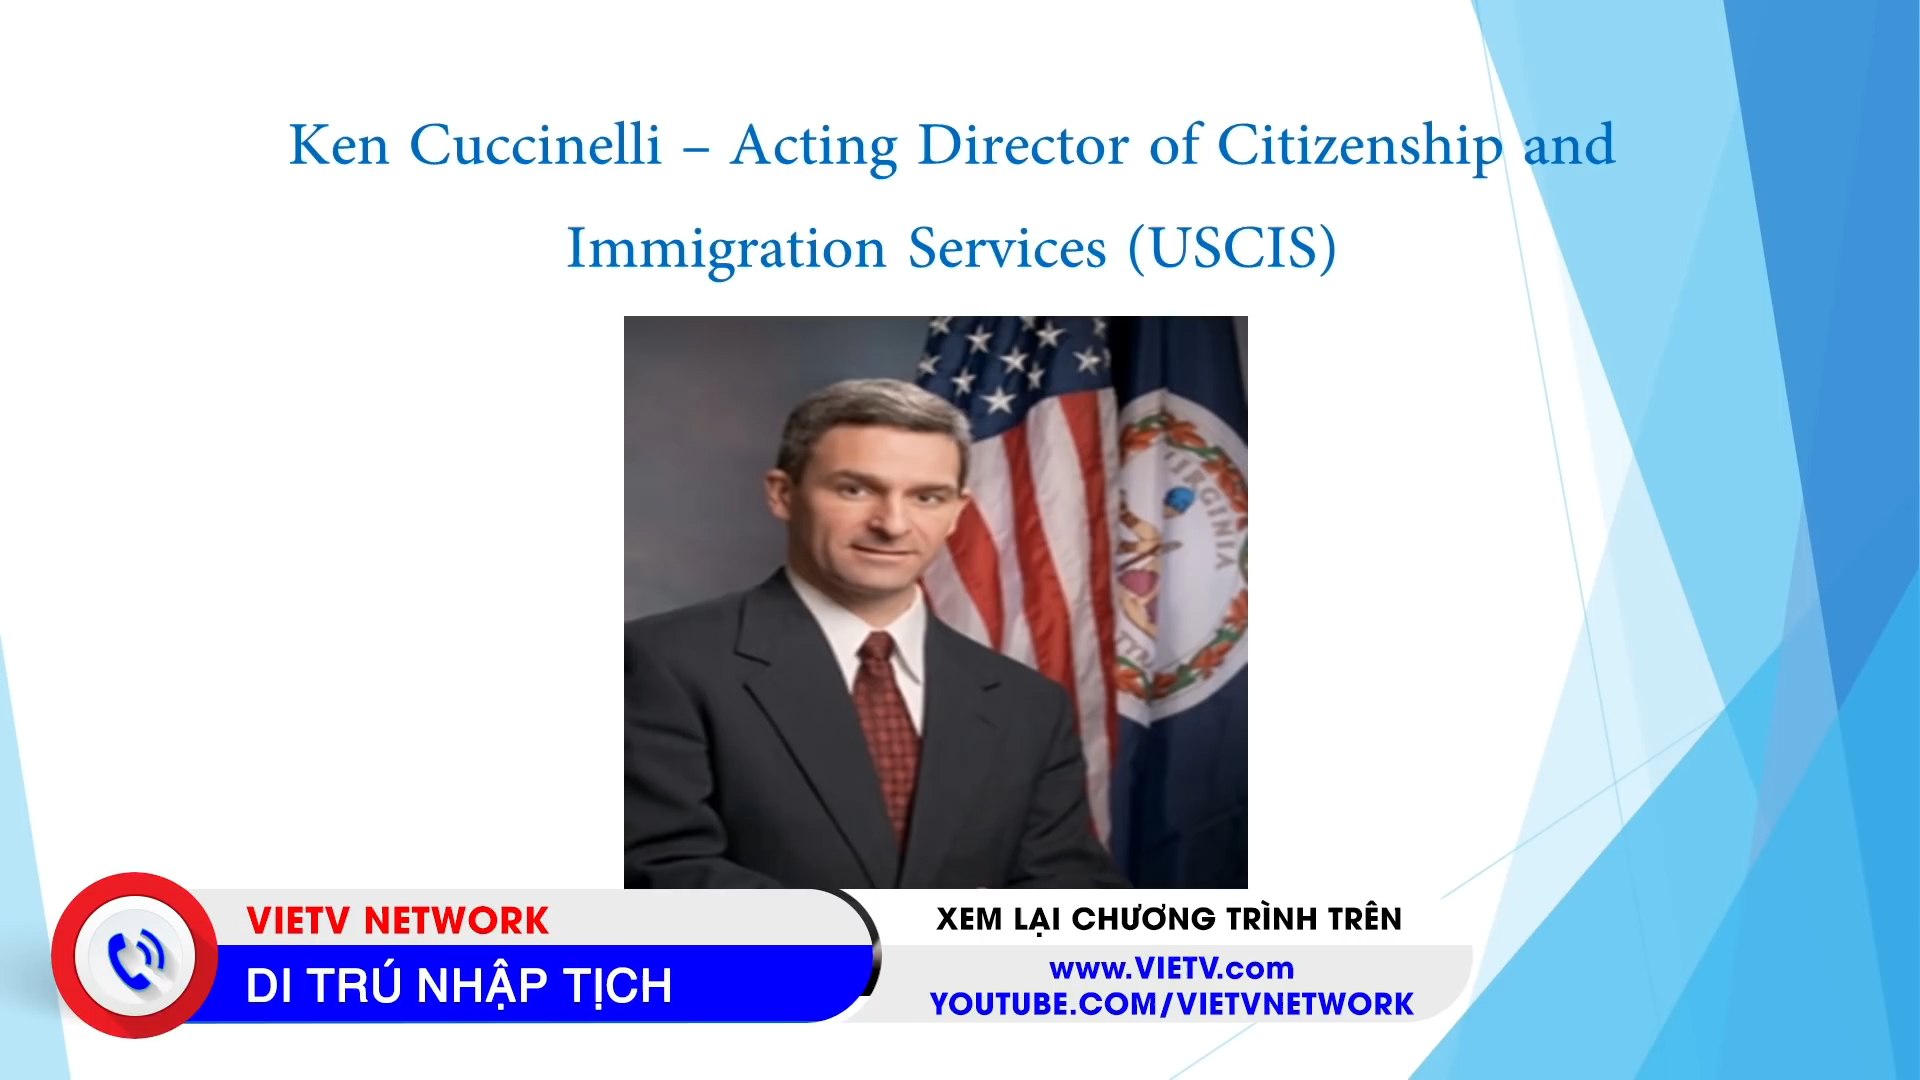 Ken Cuccinelli – Acting Director of Citizenship and
Immigration Services (USCIS)
VIRGINIA
VIETV NETWORK
DI TRÚ NHẬP TỊCH
XEM LẠI CHƯƠNG TRÌNH TRÊN
www.VIETV.com
YOUTUBE.COM/VIETVNETWORK